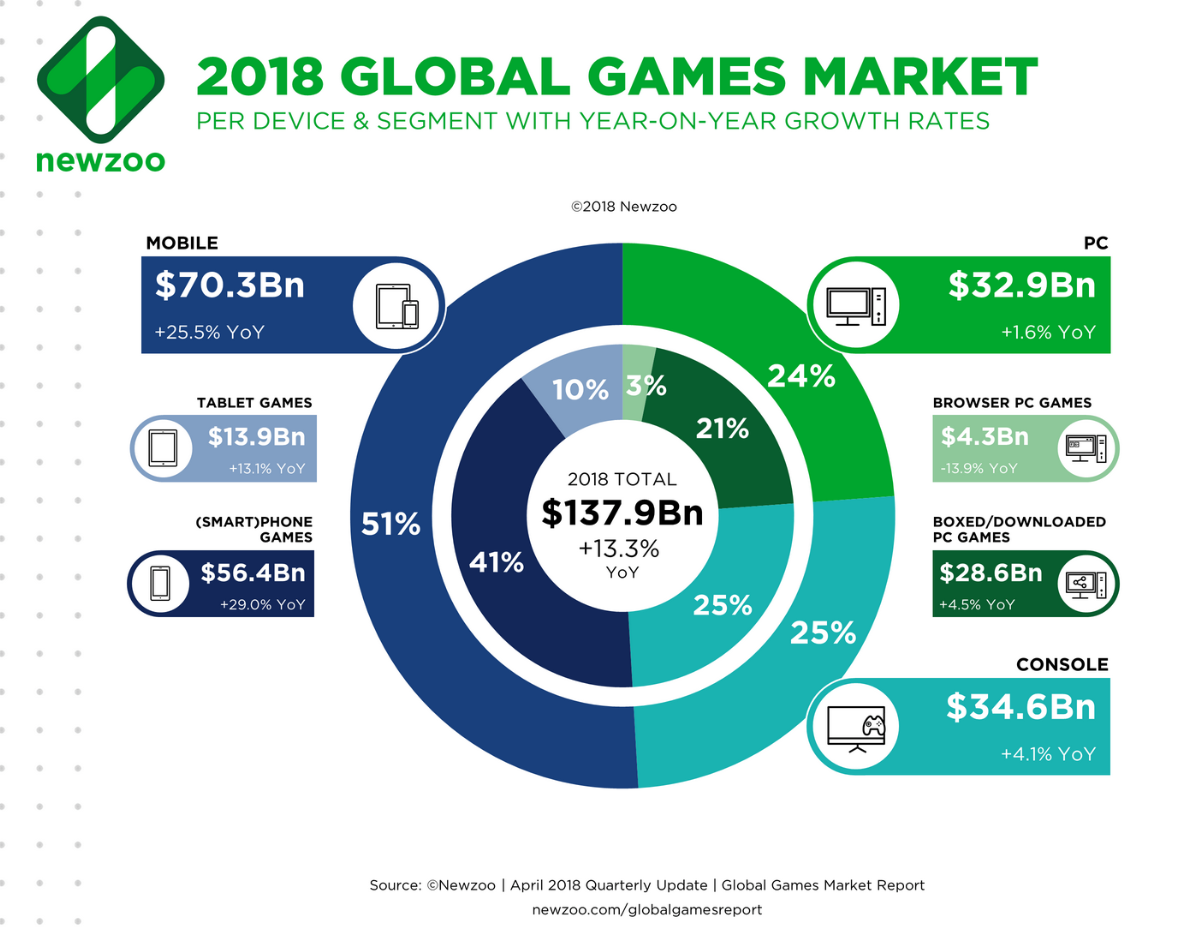 newzoo
2018 GLOBAL GAMES MARKET
PER DEVICE & SEGMENT WITH YEAR-ON-YEAR GROWTH RATES
©2018 Newzoo
MOBILE
$70.3Bn
+25.5% YoY
TABLET GAMES
$13.9Bn
+13.1% YoY
(SMART)PHONE
GAMES
$56.4Bn
+29.0% YoY
51%
41%
10%
3%
21%
24%
25%
25%
2018 TOTAL
$137.9Bn
+13.3%
YoY
PC
$32.9Bn
+1.6% YoY
BROWSER PC GAMES
$4.3Bn
-13.9% YoY
BOXED/DOWNLOADED
PC GAMES
$28.6Bn
+4.5% YoY
CONSOLE
$34.6Bn
+4.1% YoY
Source: ©Newzoo | April 2018 Quarterly Update | Global Games Market Report
newzoo.com/globalgamesreport